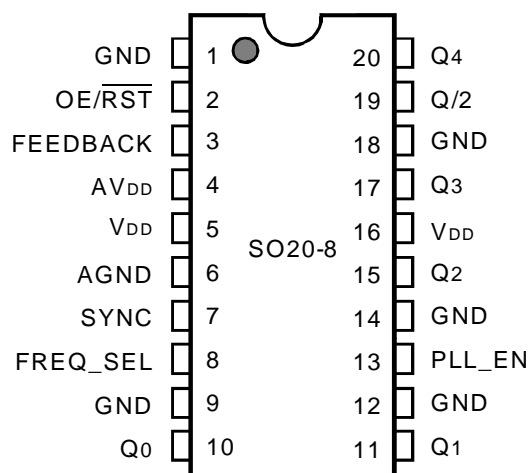 GND 1 20 Q4
OE/RST 2 19 Q/2
FEEDBACK 3 18 GND
AVDD 4 17 Q3
VDD 5 16 VDD
SO20-8
AGND 6 15 Q2
SYNC 7 14 GND
FREQ_SEL 8 13 PLL_EN
GND 9 12 GND
Q0 10 11 Q1